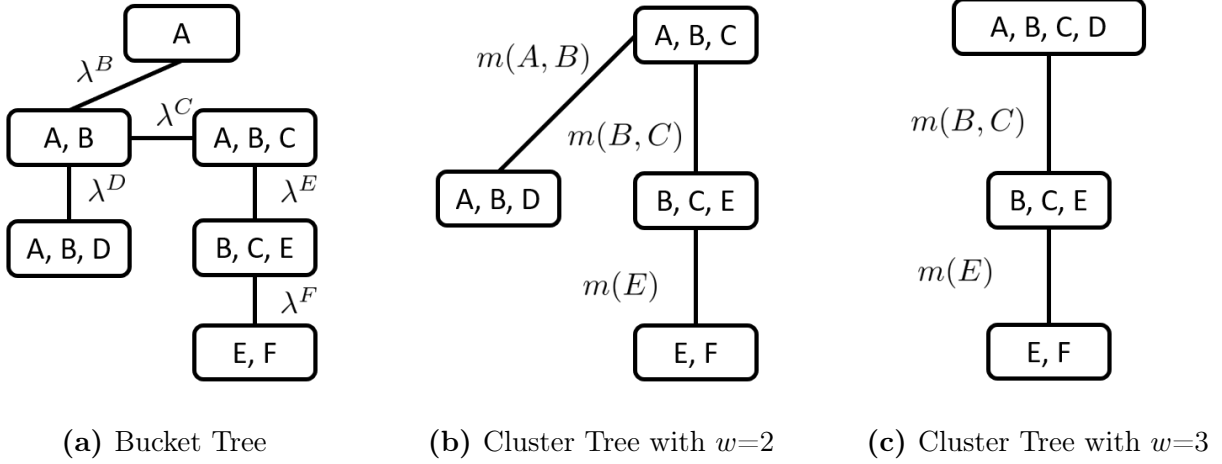 A
λ^B
A, B
λ^C
A, B, C
λ^D
λ^E
A, B, D
B, C, E
λ^F
E, F
(a) Bucket Tree
A, B, C
m(A, B)
m(B, C)
A, B, D
B, C, E
m(E)
E, F
(b) Cluster Tree with w=2
A, B, C, D
m(B, C)
B, C, E
m(E)
E, F
(c) Cluster Tree with w=3